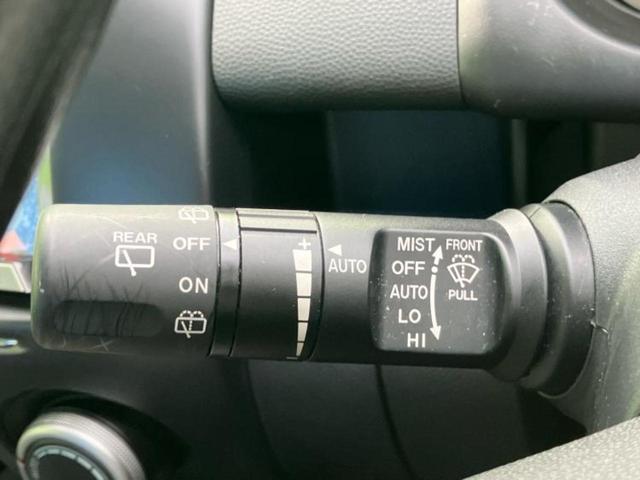 REAR
OFF
ON
+
AUTO
MIST
OFF
AUTO
LO
HI
FRONT
PULL